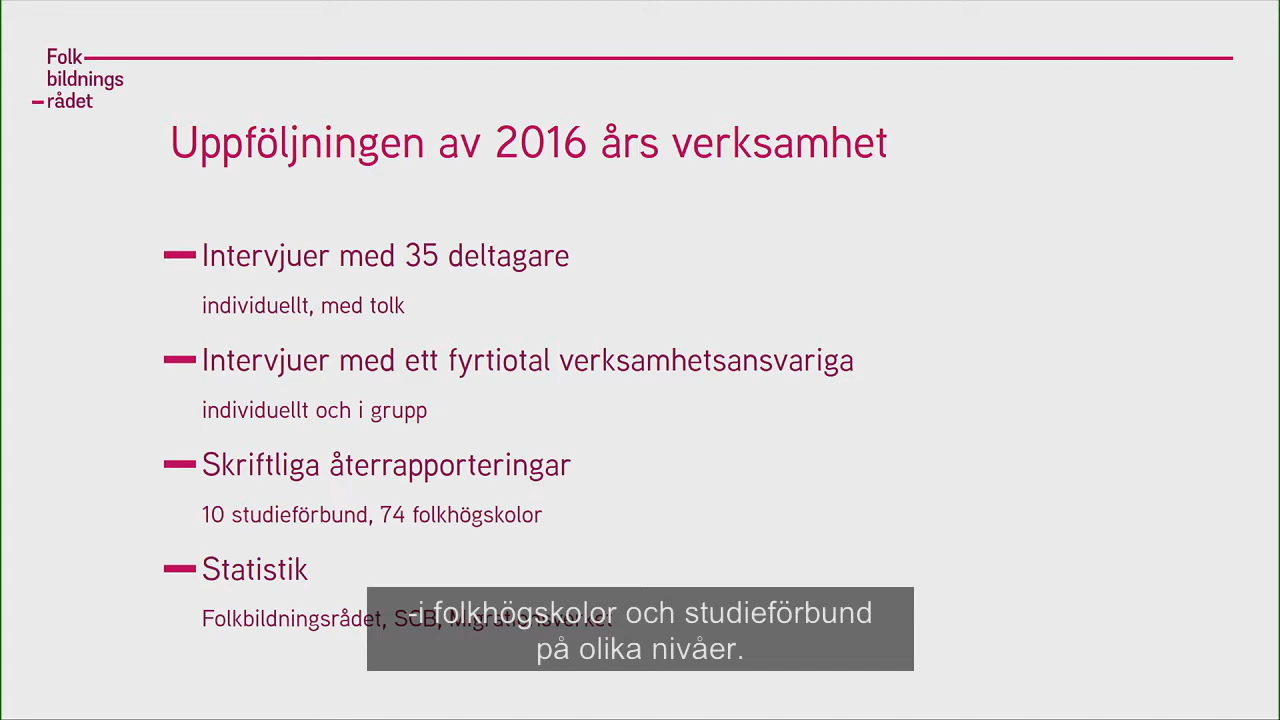 Folk
bildnings
rådet
Uppföljningen av 2016 års verksamhet
Intervjuer med 35 deltagare
individuellt, med tolk
Intervjuer med ett fyrtiotal verksamhetsansvariga
individuellt och i grupp
Skriftliga återrapporteringar
10 studieförbund, 74 folkhögskolor
Statistik
Folkbildningsrådet, SCB, Migrationsverket
-i folkhögskolor och studieförbund
på olika nivåer.